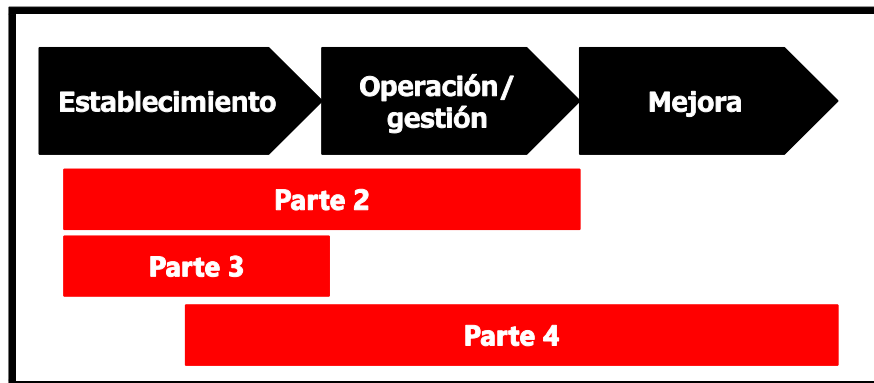 Establecimiento
Operación/
gestión
Mejora
Parte 2
Parte 3
Parte 4